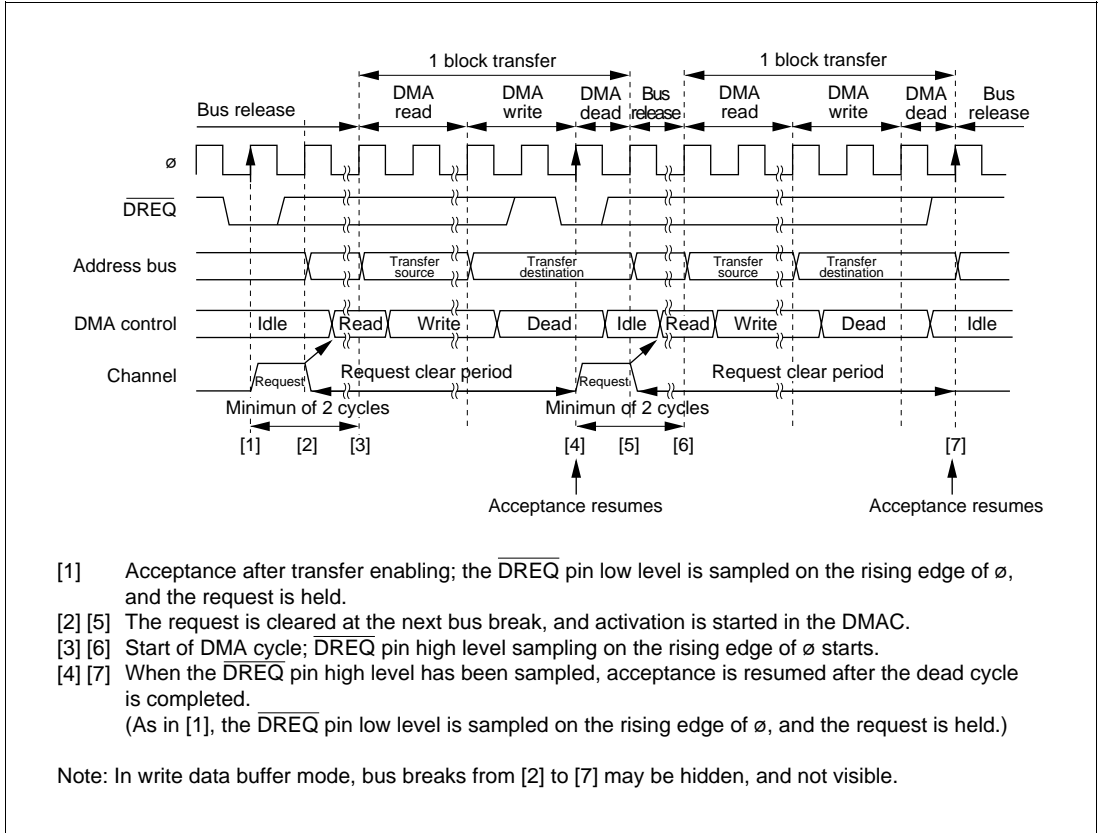 1 block transfer 1 block transfer
Bus release DMA read DMA write DMA dead Bus release DMA read DMA write DMA dead Bus release
ø
DREQ
Address bus Transfer source Transfer destination Transfer source Transfer destination
DMA control Idle Read Write Dead Idle Read Write Dead Idle
Channel Request Request clear period Request Request clear period
Minimun of 2 cycles Minimun of 2 cycles
[1] [2] [3] [4] [5] [6] [7]
Acceptance resumes Acceptance resumes
[1] Acceptance after transfer enabling; the DREQ pin low level is sampled on the rising edge of ø,
and the request is held.
[2] [5] The request is cleared at the next bus break, and activation is started in the DMAC.
[3] [6] Start of DMA cycle; DREQ pin high level sampling on the rising edge of ø starts.
[4] [7] When the DREQ pin high level has been sampled, acceptance is resumed after the dead cycle
is completed.
(As in [1], the DREQ pin low level is sampled on the rising edge of ø, and the request is held.)
Note: In write data buffer mode, bus breaks from [2] to [7] may be hidden, and not visible.